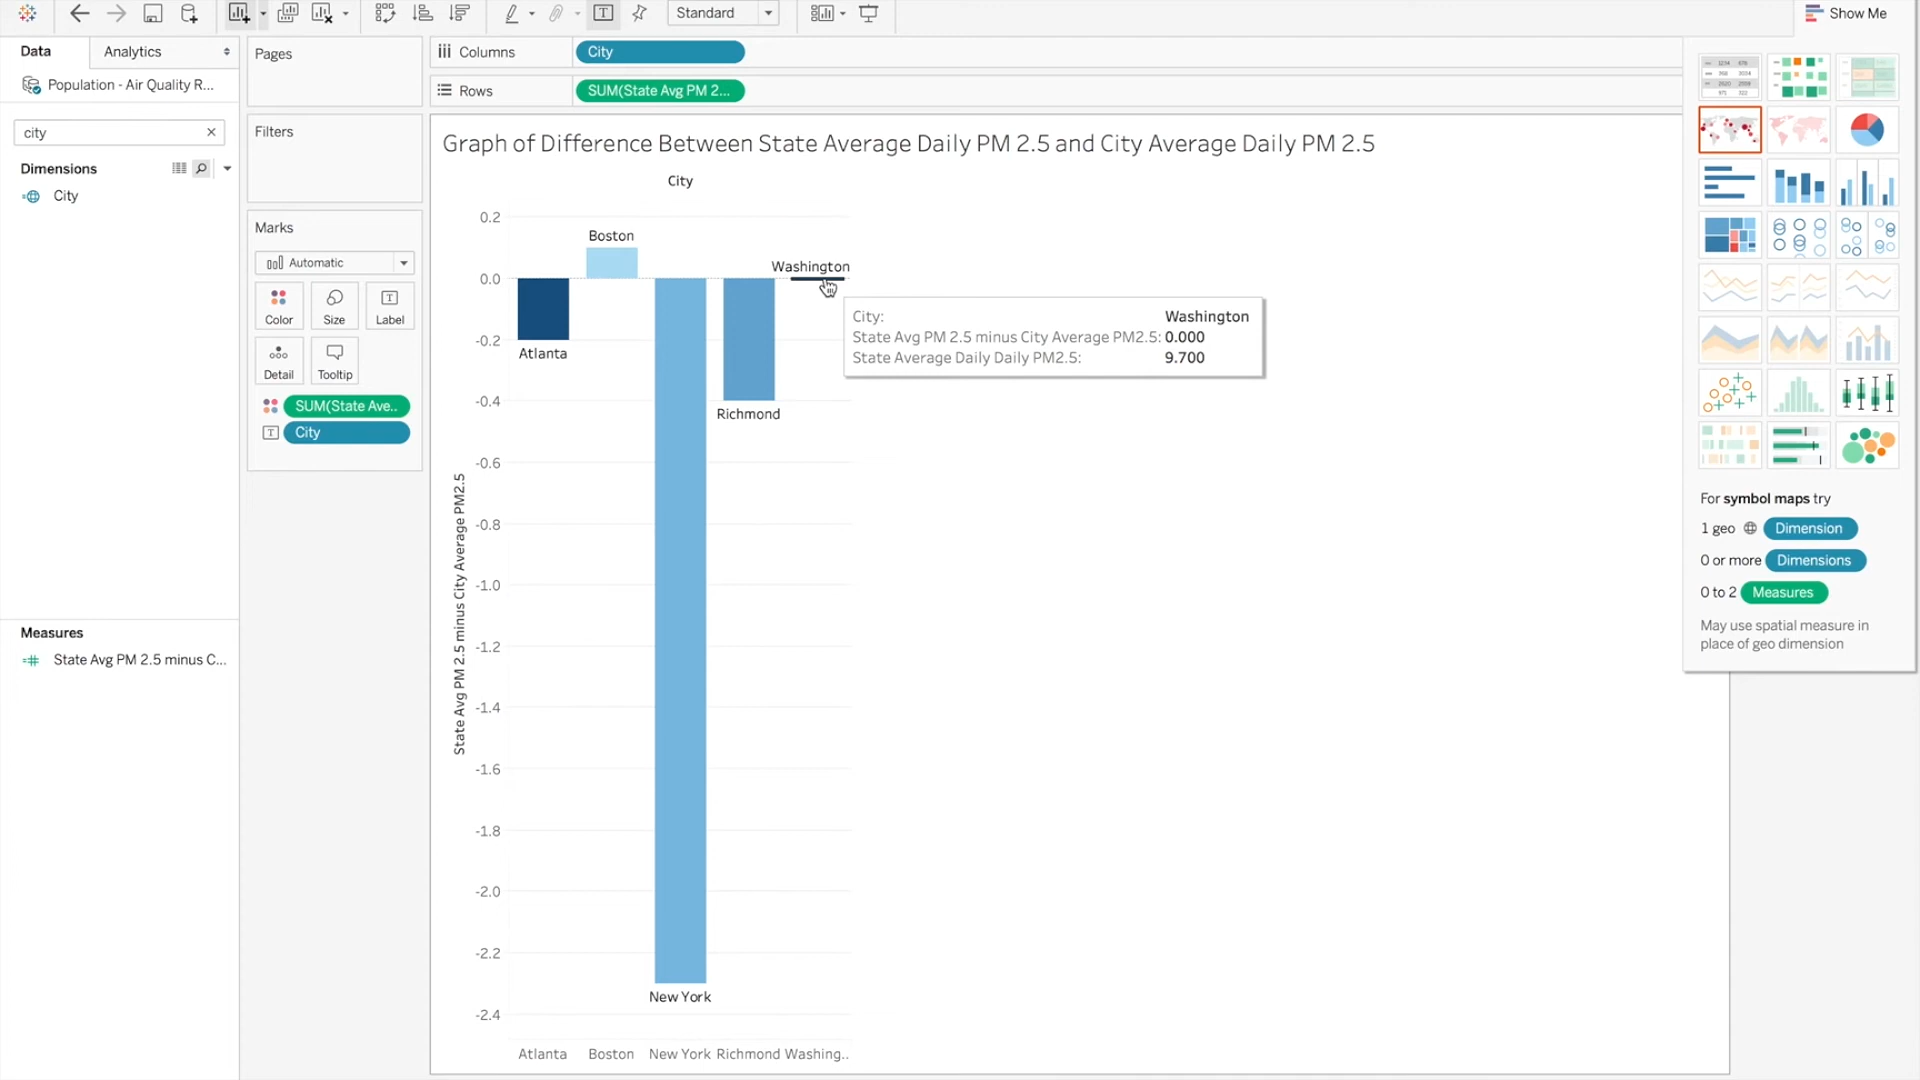 Standard
Show Me
Data
Analytics
Population - Air Quality R...
city
Dimensions
City
Measures
State Avg PM 2.5 minus C...
Pages
Filters
Marks
Automatic
Color
Size
Label
Detail
Tooltip
SUM(State Ave..
City
Columns
City
Rows
SUM(State Avg PM 2...
Graph of Difference Between State Average Daily PM 2.5 and City Average Daily PM 2.5
City
State Avg PM 2.5 minus City Average PM2.5
0.2
0.0
-0.2
-0.4
-0.6
-0.8
-1.0
-1.2
-1.4
-1.6
-1.8
-2.0
-2.2
-2.4
Boston
Washington
Atlanta
Richmond
New York
Atlanta Boston New York Richmond Washing..
City: Washington
State Avg PM 2.5 minus City Average PM2.5: 0.000
State Average Daily Daily PM2.5: 9.700
For symbol maps try
1 geo Dimension
0 or more Dimensions
0 to 2 Measures
May use spatial measure in
place of geo dimension